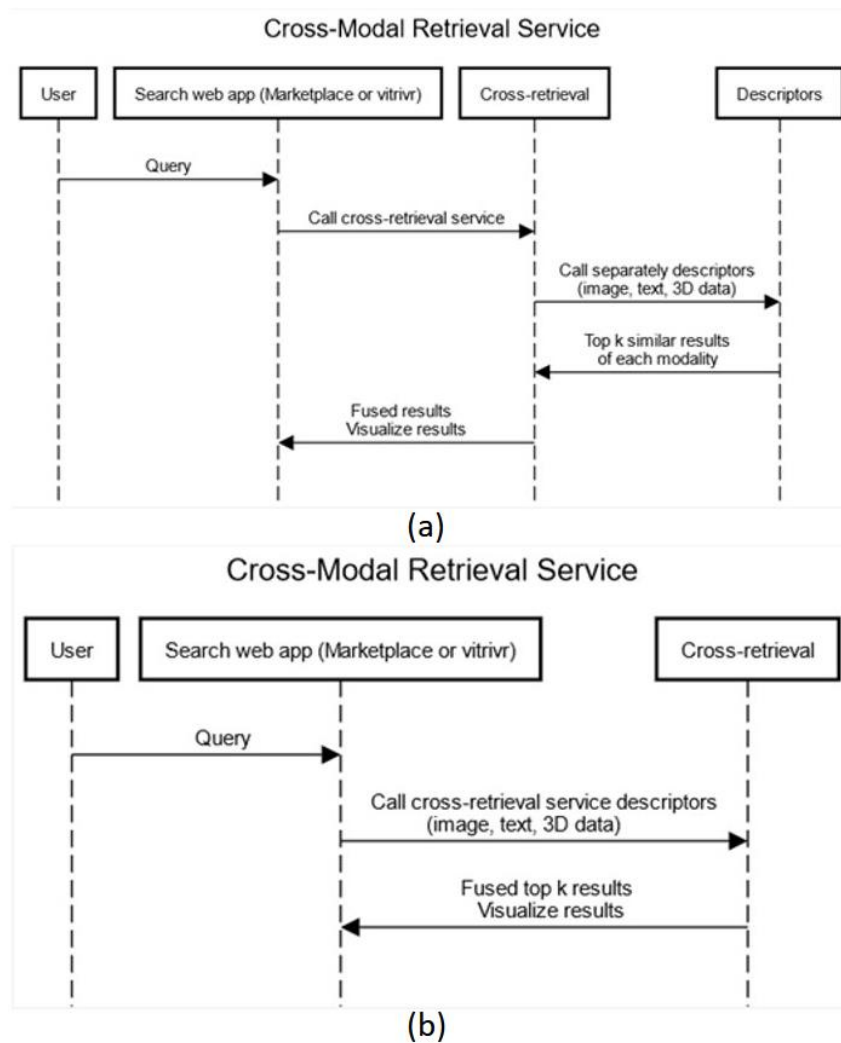 Cross-Modal Retrieval Service
User
Search web app (Marketplace or vitrivr)
Cross-retrieval
Descriptors
Query
Call cross-retrieval service
Call separately descriptors
(image, text, 3D data)
Top k similar results
of each modality
Fused results
Visualize results
(a)
Cross-Modal Retrieval Service
User
Search web app (Marketplace or vitrivr)
Cross-retrieval
Query
Call cross-retrieval service descriptors
(image, text, 3D data)
Fused top k results
Visualize results
(b)